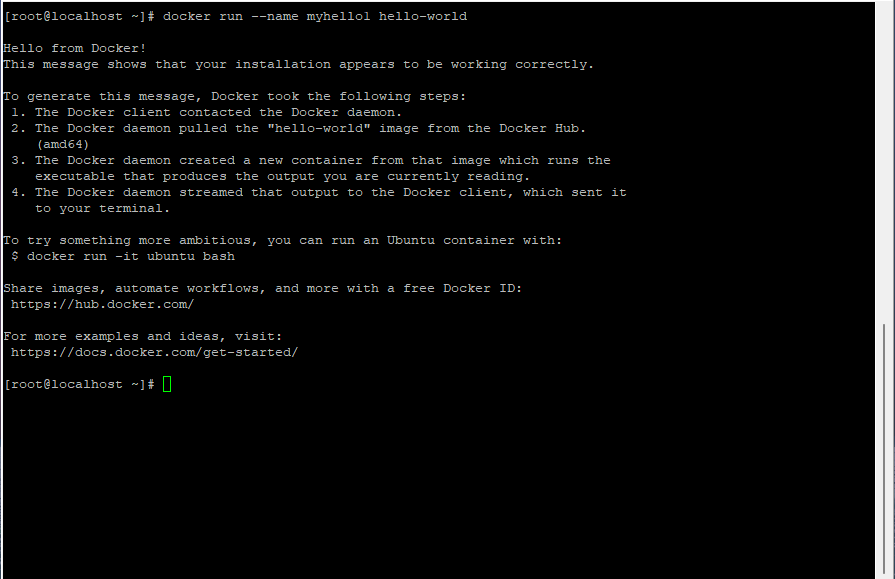 [root@localhost ~]# docker run --name myhello1 hello-world
Hello from Docker!
This message shows that your installation appears to be working correctly.
To generate this message, Docker took the following steps:
1. The Docker client contacted the Docker daemon.
2. The Docker daemon pulled the "hello-world" image from the Docker Hub.
(amd64)
3. The Docker daemon created a new container from that image which runs the
executable that produces the output you are currently reading.
4. The Docker daemon streamed that output to the Docker client, which sent it
to your terminal.
To try something more ambitious, you can run an Ubuntu container with:
$ docker run -it ubuntu bash
Share images, automate workflows, and more with a free Docker ID:
https://hub.docker.com/
For more examples and ideas, visit:
https://docs.docker.com/get-started/
[root@localhost ~]#